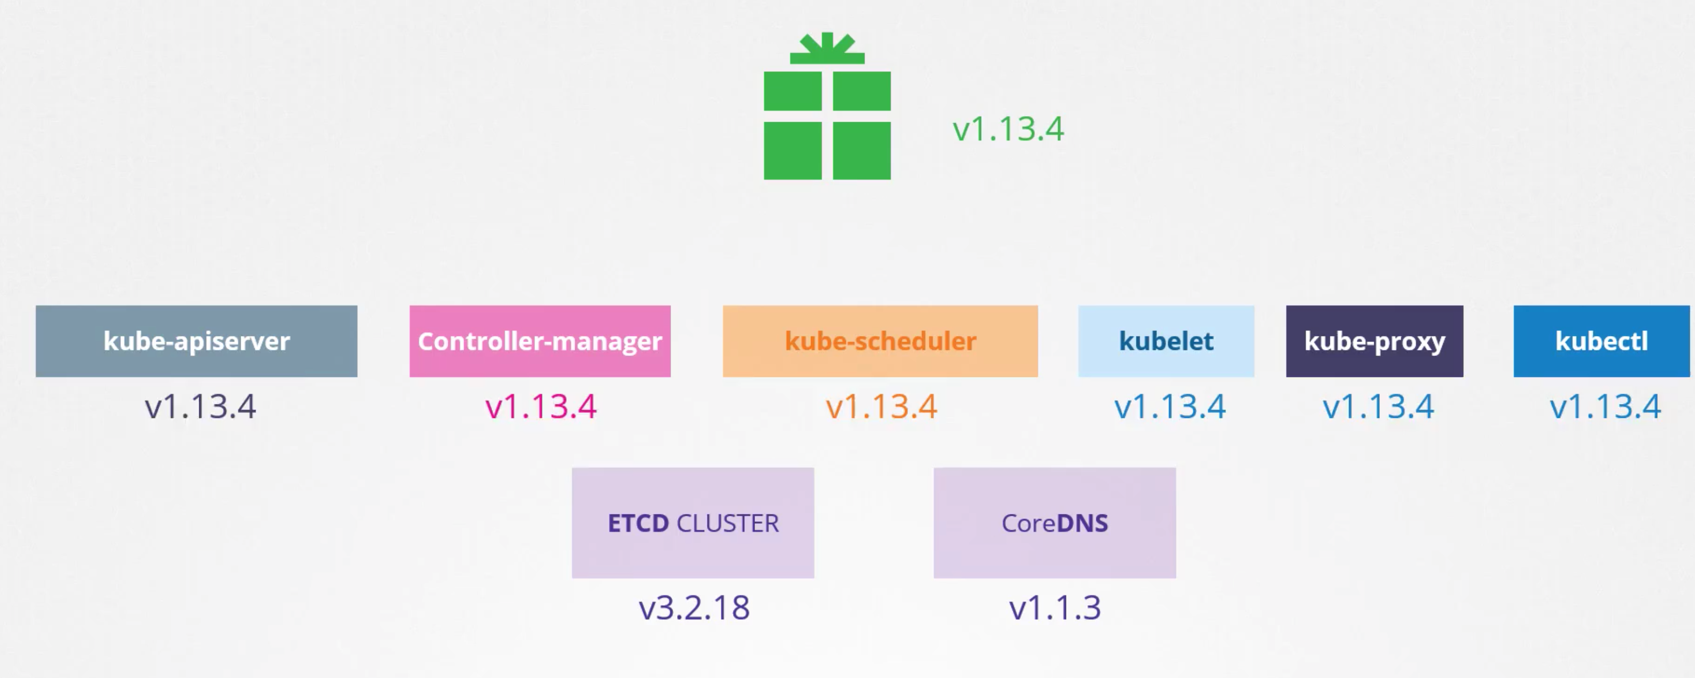 v1.13.4
kube-apiserver
Controller-manager
kube-scheduler
kubelet
kube-proxy
kubectl
v1.13.4
v1.13.4
v1.13.4
v1.13.4
v1.13.4
v1.13.4
ETCD CLUSTER
CoreDNS
v3.2.18
v1.1.3